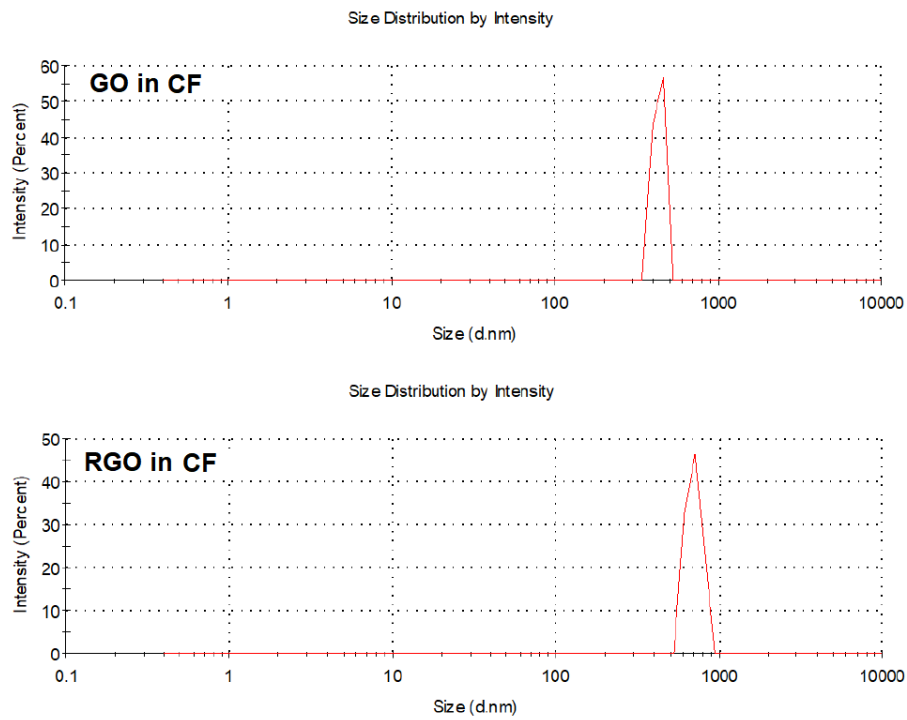 Size Distribution by Intensity
60
50
40
30
20
10
0
Intensity (Percent)
GO in CF
0.1 1 10 100 1000 10000
Size (d.nm)
Size Distribution by Intensity
50
40
30
20
10
0
Intensity (Percent)
RGO in CF
0.1 1 10 100 1000 10000
Size (d.nm)